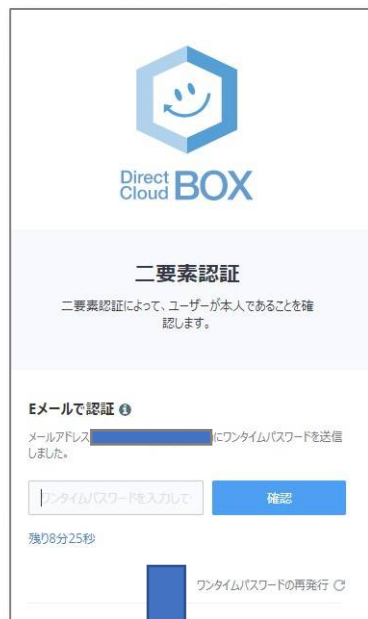 Direct
Cloud BOX
二要素認証
二要素認証によって、ユーザーが本人であることを確
認します。
Eメールで認証
メールアドレス にワンタイムパスワードを送信
しました。
ワンタイムパスワードを入力して 確認
残り8分25秒
ワンタイムパスワードの再発行